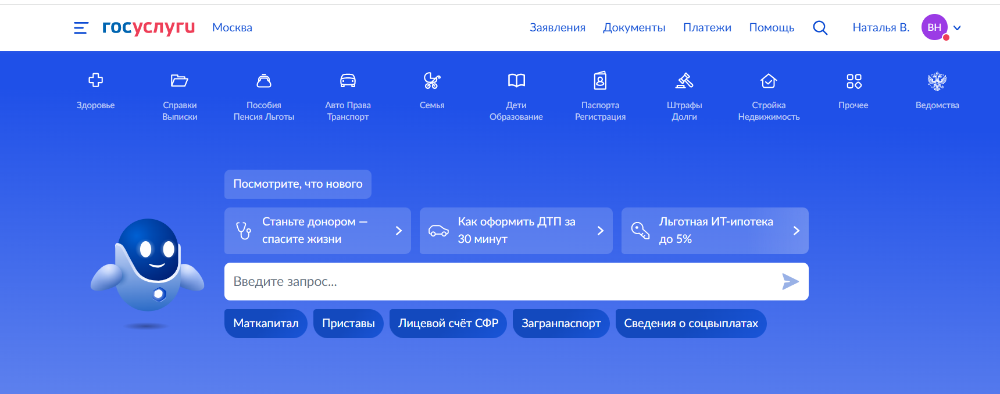 госуслуги Москва Заявления Документы Платежи Помощь Наталья В. ВН
Здоровье
Справки
Выписки
Пособия
Пенсия Льготы
Авто Права
Транспорт
Семья
Дети
Образование
Паспорта
Регистрация
Штрафы
Долги
Стройка
Недвижимость
Прочее
Ведомства
Посмотрите, что нового
Станьте донором —
спасите жизни
Как оформить ДТП за
30 минут
Льготная ИТ-ипотека
до 5%
Введите запрос...
Маткапитал Приставы Лицевой счёт СФР Загранпаспорт Сведения о соцвыплатах